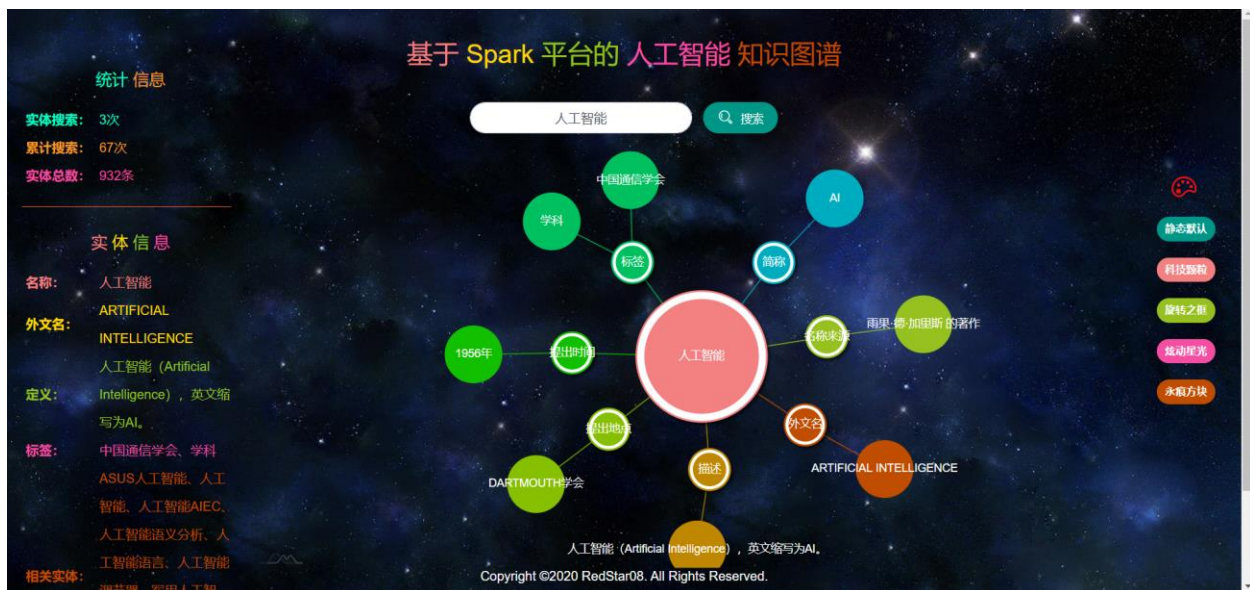 基于 Spark 平台的 人工智能 知识图谱
人工智能
搜索
统计 信息
实体搜索: 3次
累计搜索: 67次
实体总数: 932条
实体信息
名称: 人工智能
外文名: ARTIFICIAL
INTELLIGENCE
定义: 人工智能 (Artificial
Intelligence) , 英文缩
写为AI。
标签: 中国通信学会、学科
相关实体: ASUS人工智能、人工
智能、人工智能AIEC、
人工智能语义分析、人
工智能语言、人工智能
中国通信学会
学科
标签
AI
简称
雨果·德·加里斯 的著作
名称来源
人工智能
1956年
提出时间
提出地点
DARTMOUTH学会
描述
人工智能 (Artificial Intelligence) , 英文缩写为AI。
外文名
ARTIFICIAL INTELLIGENCE
静态默认
科技颗粒
旋转之框
炫动星光
永痕方块
Copyright ©2020 RedStar08. All Rights Reserved.